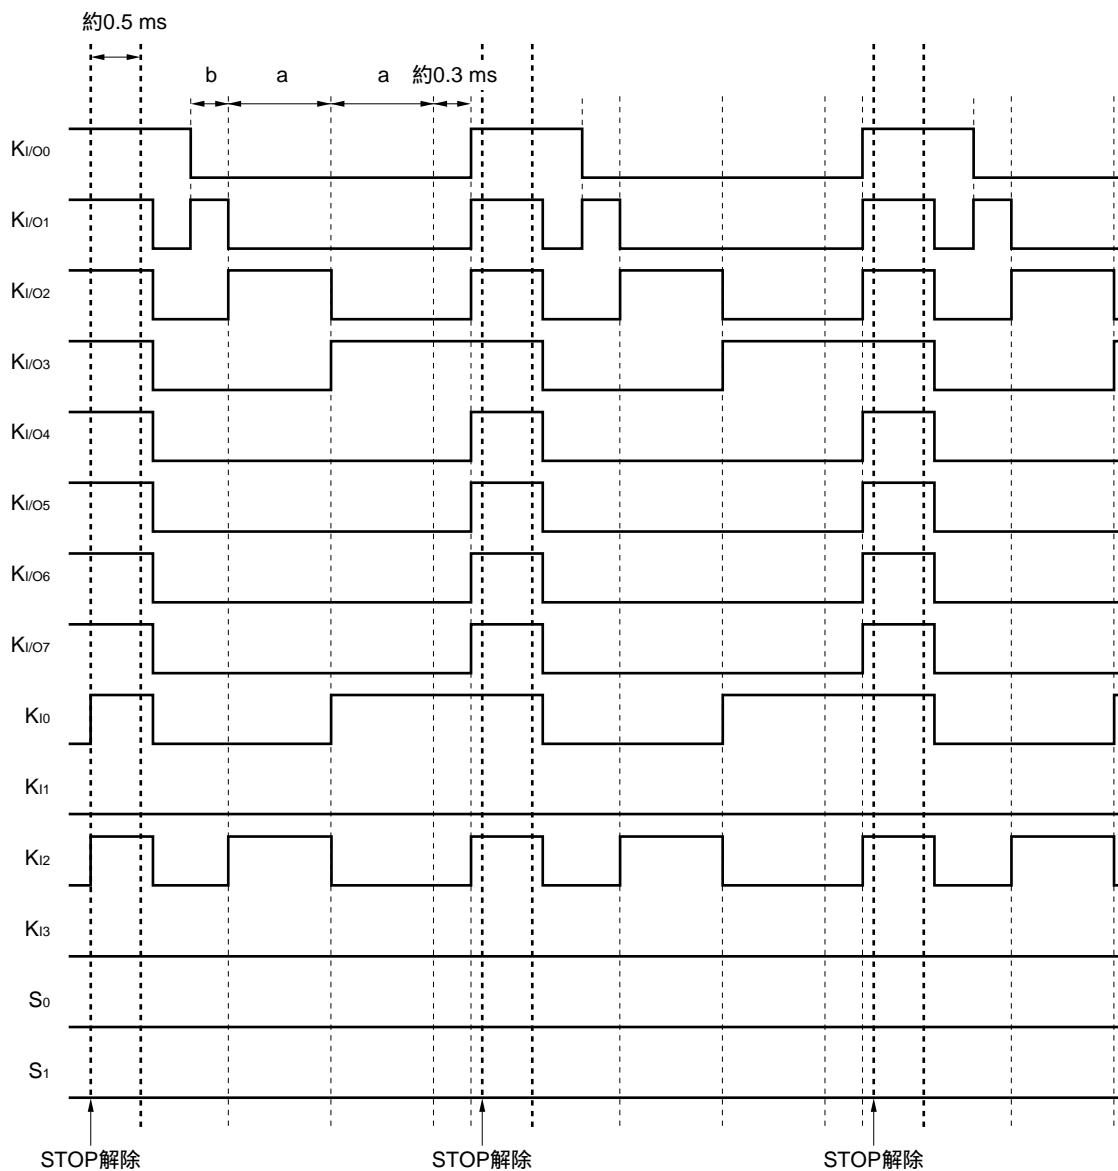 約0.5 ms
b a a 約0.3 ms
KI/O0
KI/O1
KI/O2
KI/O3
KI/O4
KI/O5
KI/O6
KI/O7
KI0
KI1
KI2
KI3
S0
S1
STOP解除 STOP解除 STOP解除